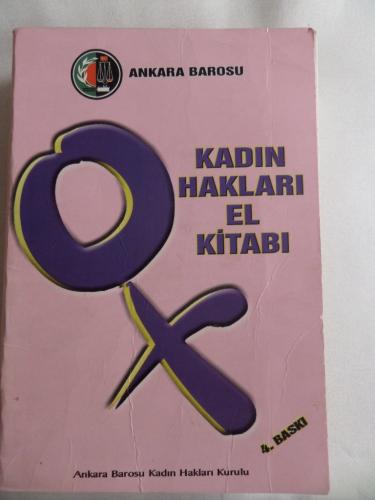 ANKARA BAROSU
KADIN
HAKLARI
EL
KİTABI
4. BASKI
Ankara Barosu Kadın Hakları Kurulu